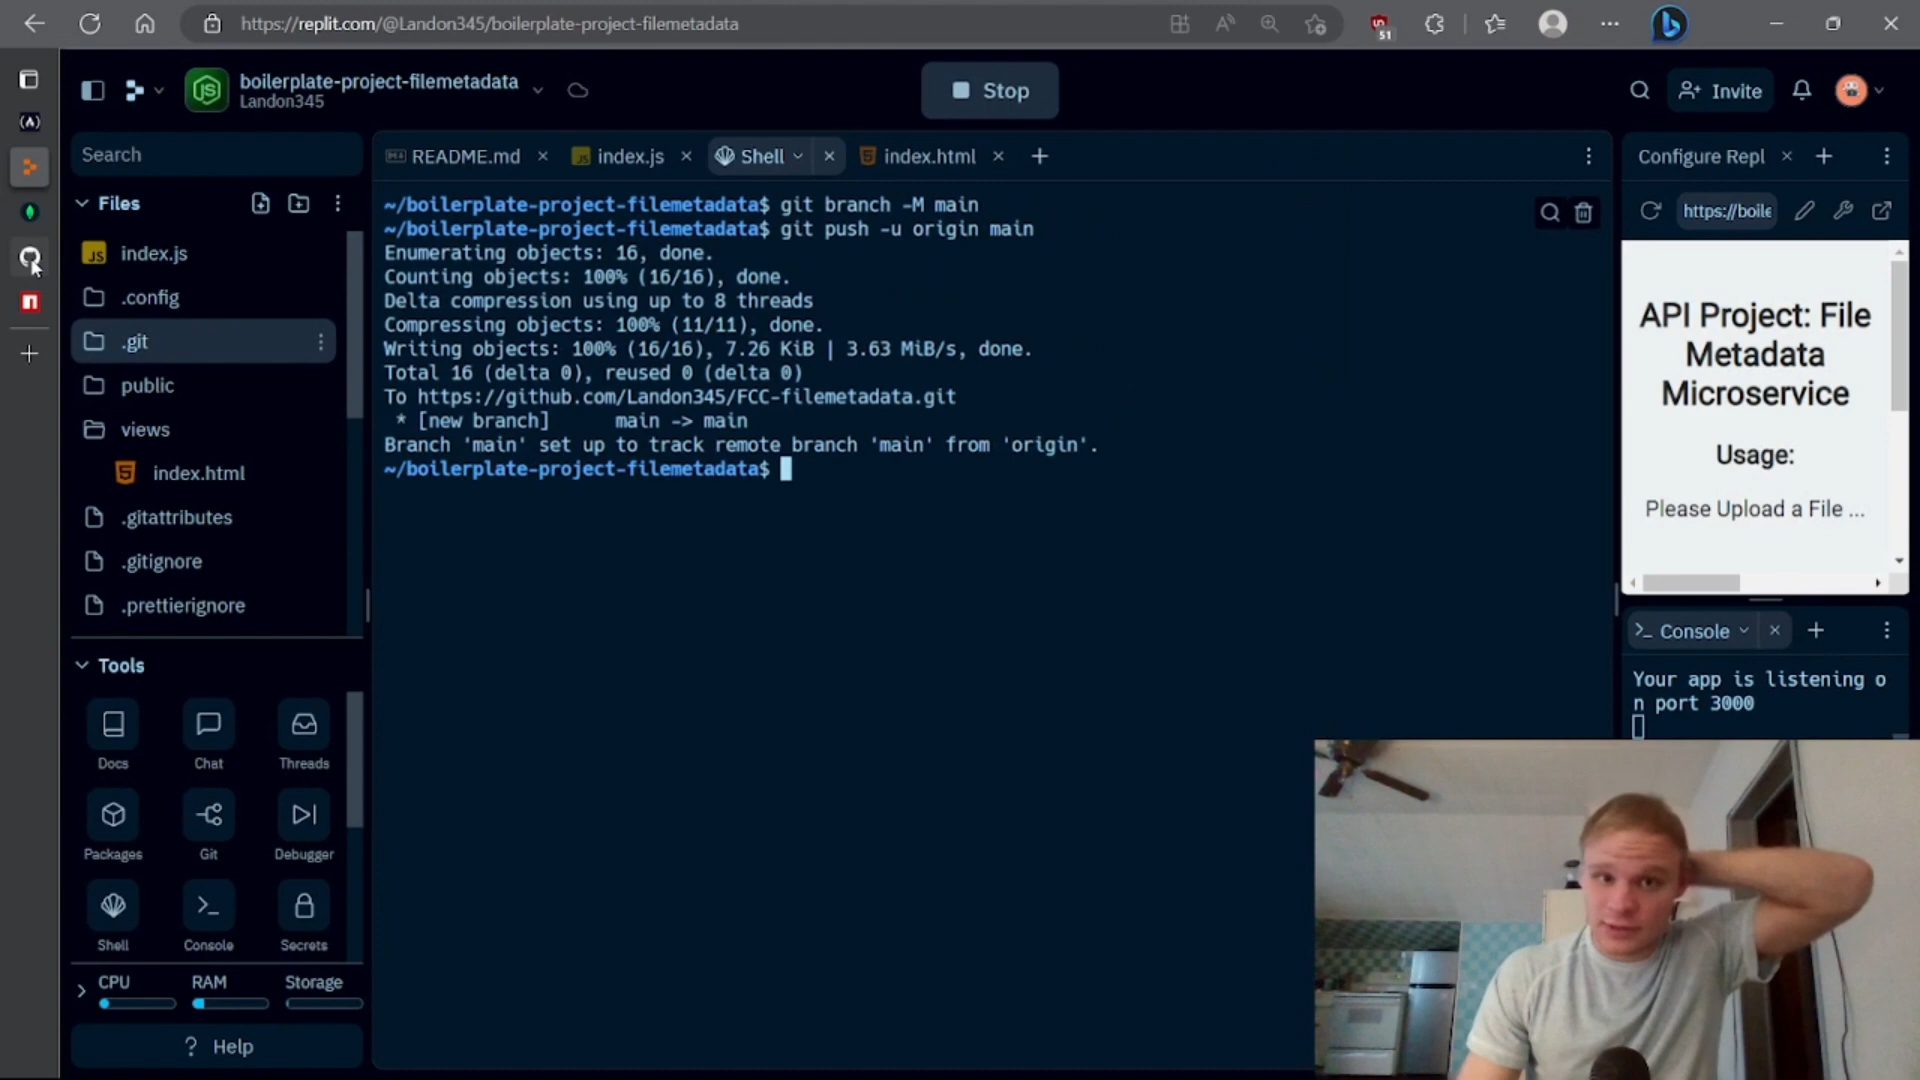 https://replit.com/@Landon345/boilerplate-project-filemetadata
51
boilerplate-project-filemetadata
Landon345
Stop
Invite
Search
README.md
index.js
Shell
index.html
Configure Repl
Files
index.js
.config
.git
public
views
index.html
.gitattributes
.gitignore
.prettierignore
~/boilerplate-project-filemetadata$ git branch -M main
~/boilerplate-project-filemetadata$ git push -u origin main
Enumerating objects: 16, done.
Counting objects: 100% (16/16), done.
Delta compression using up to 8 threads
Compressing objects: 100% (11/11), done.
Writing objects: 100% (16/16), 7.26 KiB | 3.63 MiB/s, done.
Total 16 (delta 0), reused 0 (delta 0)
To https://github.com/Landon345/FCC-filemetadata.git
* [new branch]      main -> main
Branch 'main' set up to track remote branch 'main' from 'origin'.
~/boilerplate-project-filemetadata$
https://boile
API Project: File
Metadata
Microservice
Usage:
Please Upload a File ...
Console
Your app is listening o
n port 3000
Tools
Docs
Chat
Threads
Packages
Git
Debugger
Shell
Console
Secrets
CPU
RAM
Storage
? Help